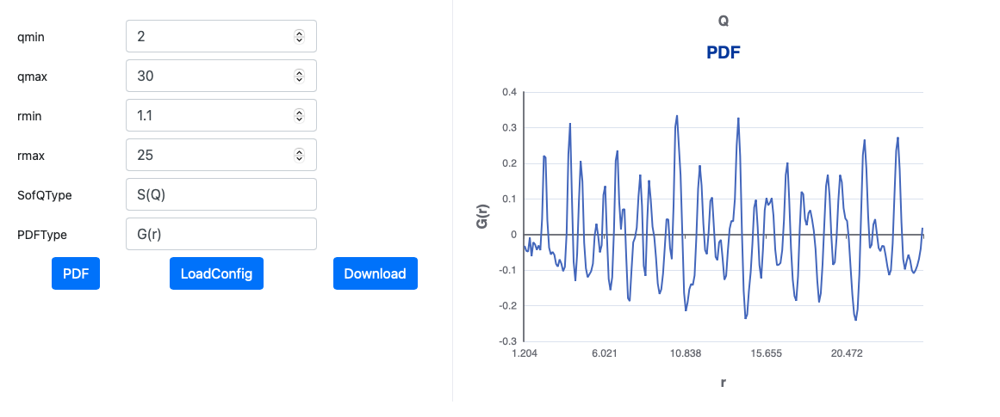 qmin
2
qmax
30
rmin
1.1
rmax
25
SofQType
S(Q)
PDFType
G(r)
PDF LoadConfig Download
Q
PDF
G(r)
0.4
0.3
0.2
0.1
0
-0.1
-0.2
-0.3
1.204 6.021 10.838 15.655 20.472
r